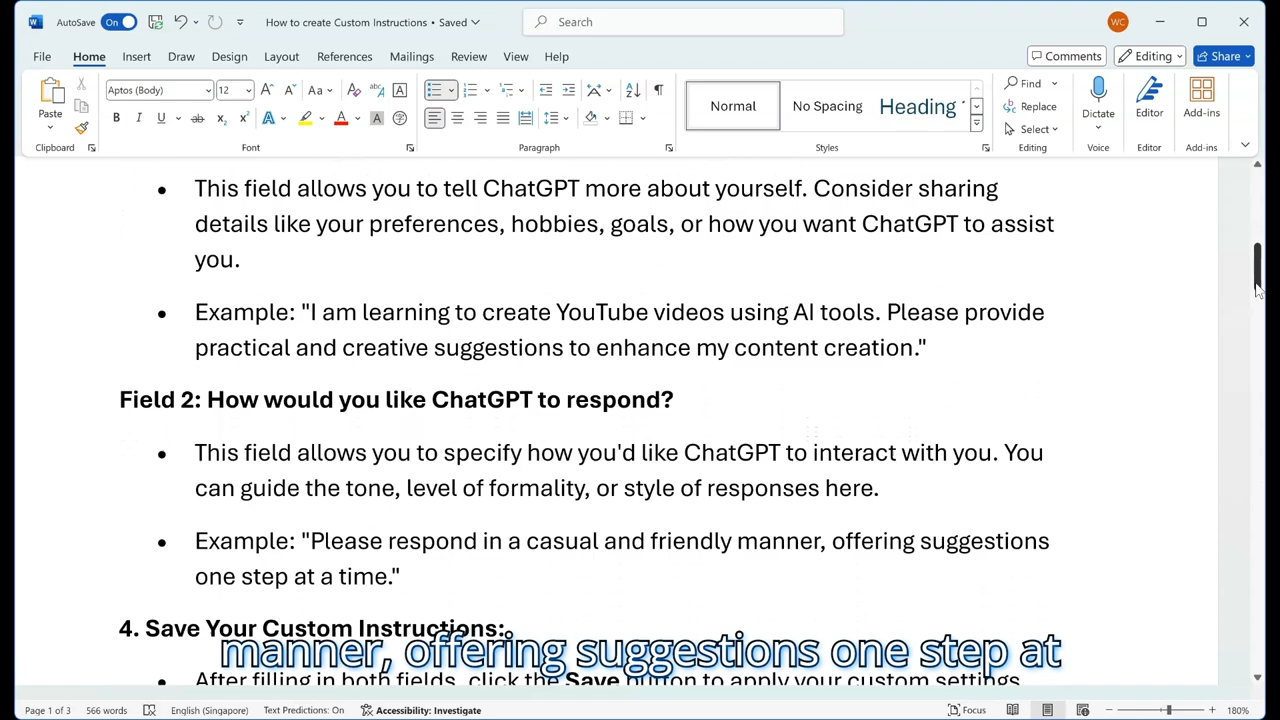 AutoSave On How to create Custom Instructions • Saved Search WC
File Home Insert Draw Design Layout References Mailings Review View Help Comments Editing Share
Paste Aptos (Body) 12 Aa A Normal No Spacing Heading Find Replace Select Dictate Editor Add-ins
B I U ab x₂ x² A A A
Clipboard Font Paragraph Styles Editing Voice Editor Add-ins
• This field allows you to tell ChatGPT more about yourself. Consider sharing
details like your preferences, hobbies, goals, or how you want ChatGPT to assist
you.
• Example: "I am learning to create YouTube videos using AI tools. Please provide
practical and creative suggestions to enhance my content creation."
Field 2: How would you like ChatGPT to respond?
• This field allows you to specify how you'd like ChatGPT to interact with you. You
can guide the tone, level of formality, or style of responses here.
• Example: "Please respond in a casual and friendly manner, offering suggestions
one step at a time."
4. Save Your Custom Instructions:
manner, offering suggestions one step at
• After filling in both fields, click the Save button to apply your custom settings
Page 1 of 3 566 words English (Singapore) Text Predictions: On Accessibility: Investigate Focus 180%